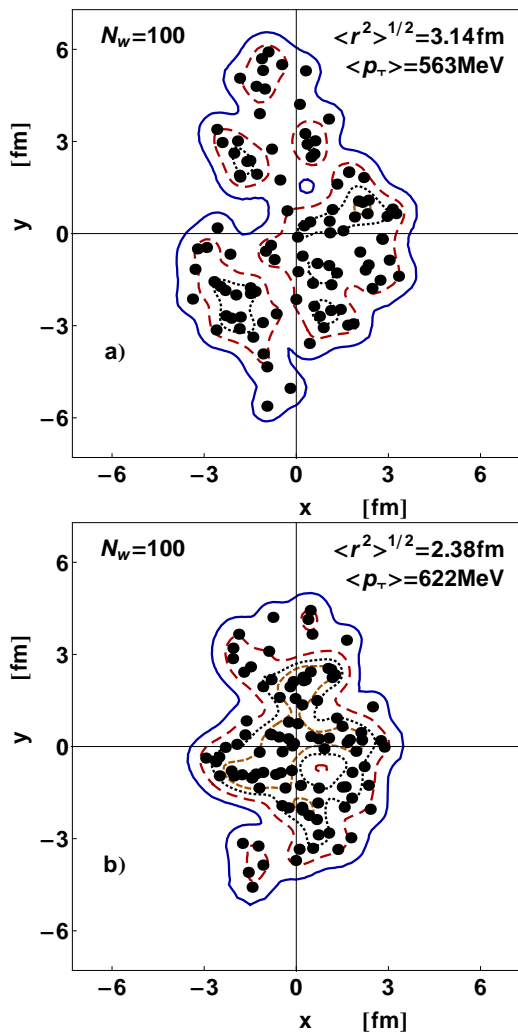 N_w=100
<r²>^1/2=3.14fm
<p_T>=563MeV
6
3
0
−3
−6
y [fm]
a)
−6 −3 0 3 6
x [fm]
N_w=100
<r²>^1/2=2.38fm
<p_T>=622MeV
6
3
0
−3
−6
y [fm]
b)
−6 −3 0 3 6
x [fm]